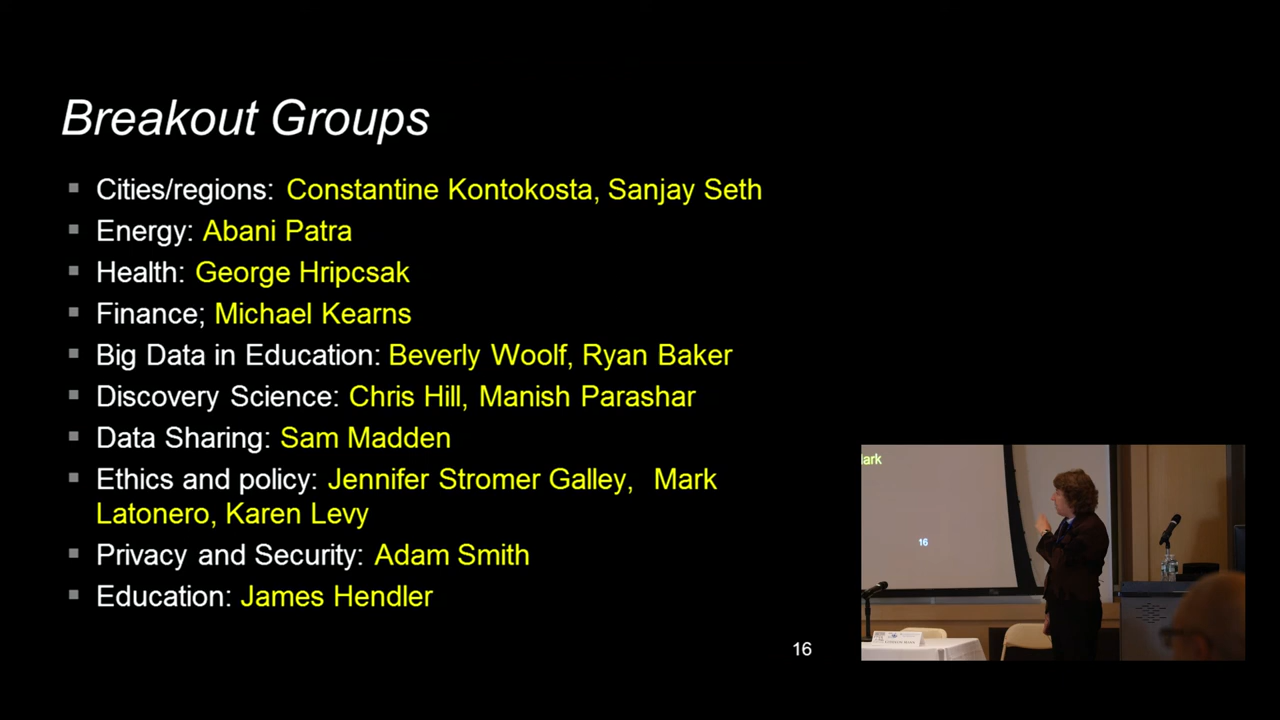 Breakout Groups
▪ Cities/regions: Constantine Kontokosta, Sanjay Seth
▪ Energy: Abani Patra
▪ Health: George Hripcsak
▪ Finance; Michael Kearns
▪ Big Data in Education: Beverly Woolf, Ryan Baker
▪ Discovery Science: Chris Hill, Manish Parashar
▪ Data Sharing: Sam Madden
▪ Ethics and policy: Jennifer Stromer Galley, Mark
Latonero, Karen Levy
▪ Privacy and Security: Adam Smith
▪ Education: James Hendler
16
16